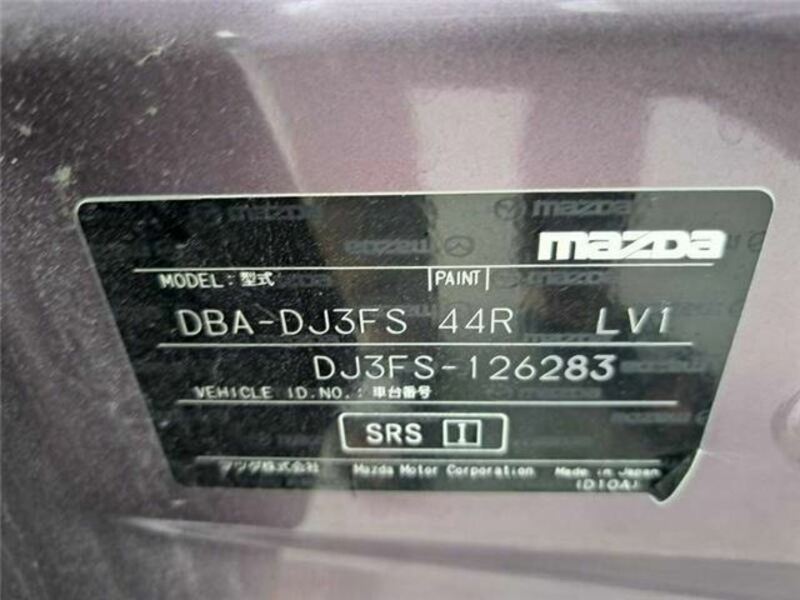 mazda
MODEL:型式 PAINT
DBA-DJ3FS 44R LV1
DJ3FS-126283
VEHICLE ID.NO.:車台番号
SRS I
マツダ株式会社 Mazda Motor Corporation Made in Japan
(D10A)